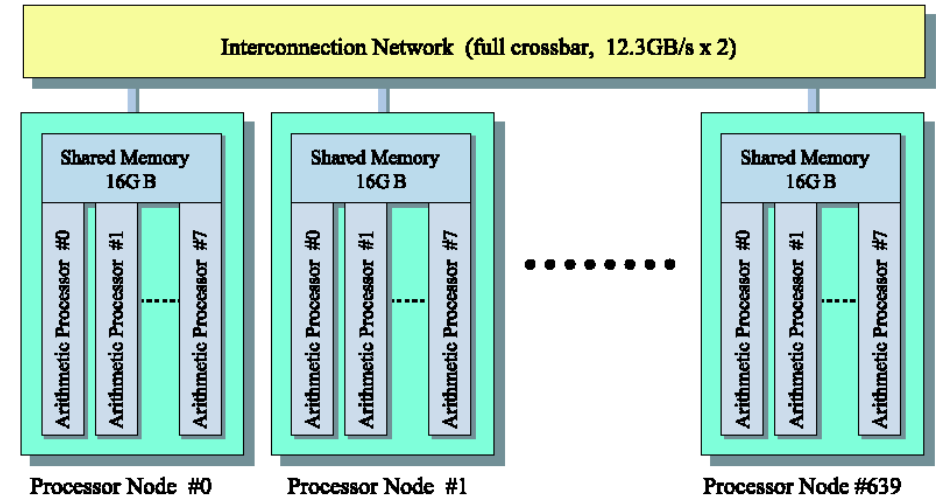 Interconnection Network (full crossbar, 12.3GB/s x 2)
Shared Memory
16GB
Arithmetic Processor #0
Arithmetic Processor #1
Arithmetic Processor #7
Processor Node #0
Shared Memory
16GB
Arithmetic Processor #0
Arithmetic Processor #1
Arithmetic Processor #7
Processor Node #1
Shared Memory
16GB
Arithmetic Processor #0
Arithmetic Processor #1
Arithmetic Processor #7
Processor Node #639